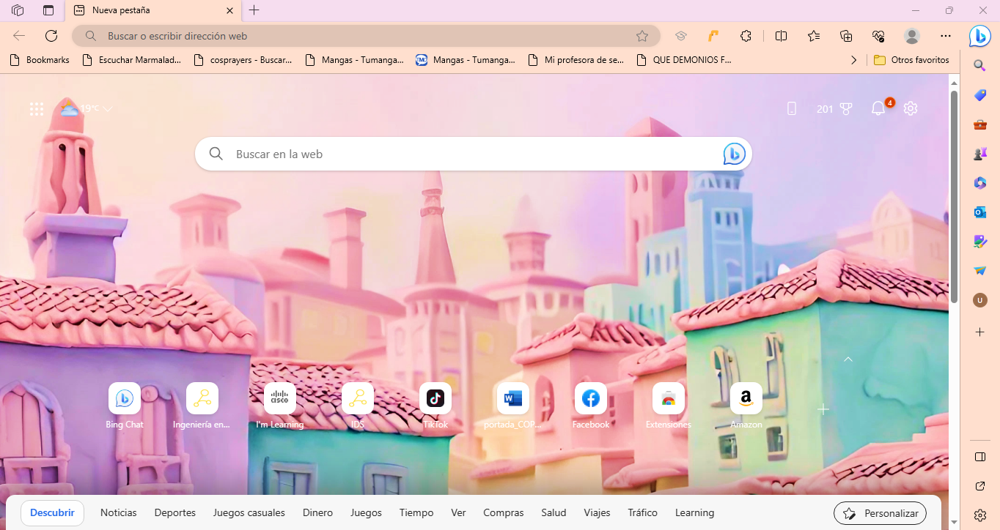 Nueva pestaña
Buscar o escribir dirección web
Bookmarks
Escuchar Marmalad...
cosprayers - Buscar...
Mangas - Tumanga...
TMO
Mangas - Tumanga...
Mi profesora de se...
QUE DEMONIOS F...
Otros favoritos
19°C
201
4
Buscar en la web
U
Bing Chat
Ingeniería en...
cisco
I'm Learning
IDS
TikTok
W
portada_COP...
Facebook
Extensiones
a
Amazon
Descubrir
Noticias
Deportes
Juegos casuales
Dinero
Juegos
Tiempo
Ver
Compras
Salud
Viajes
Tráfico
Learning
Personalizar